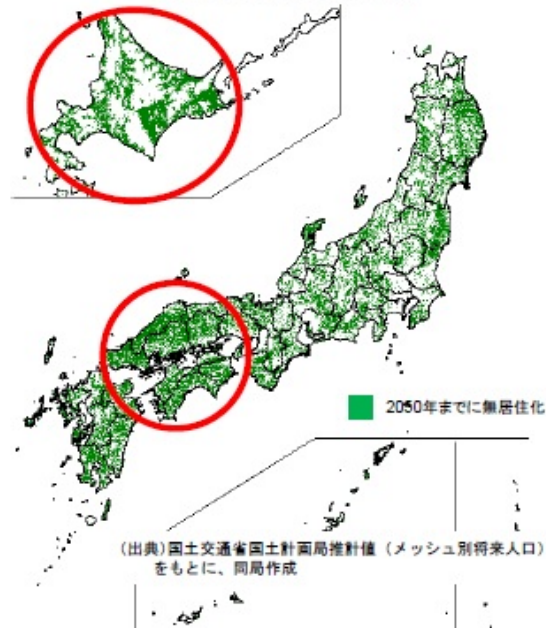 2050年までに無居住化
（出典）国土交通省国土計画局推計値（メッシュ別将来人口）
をもとに、同局作成